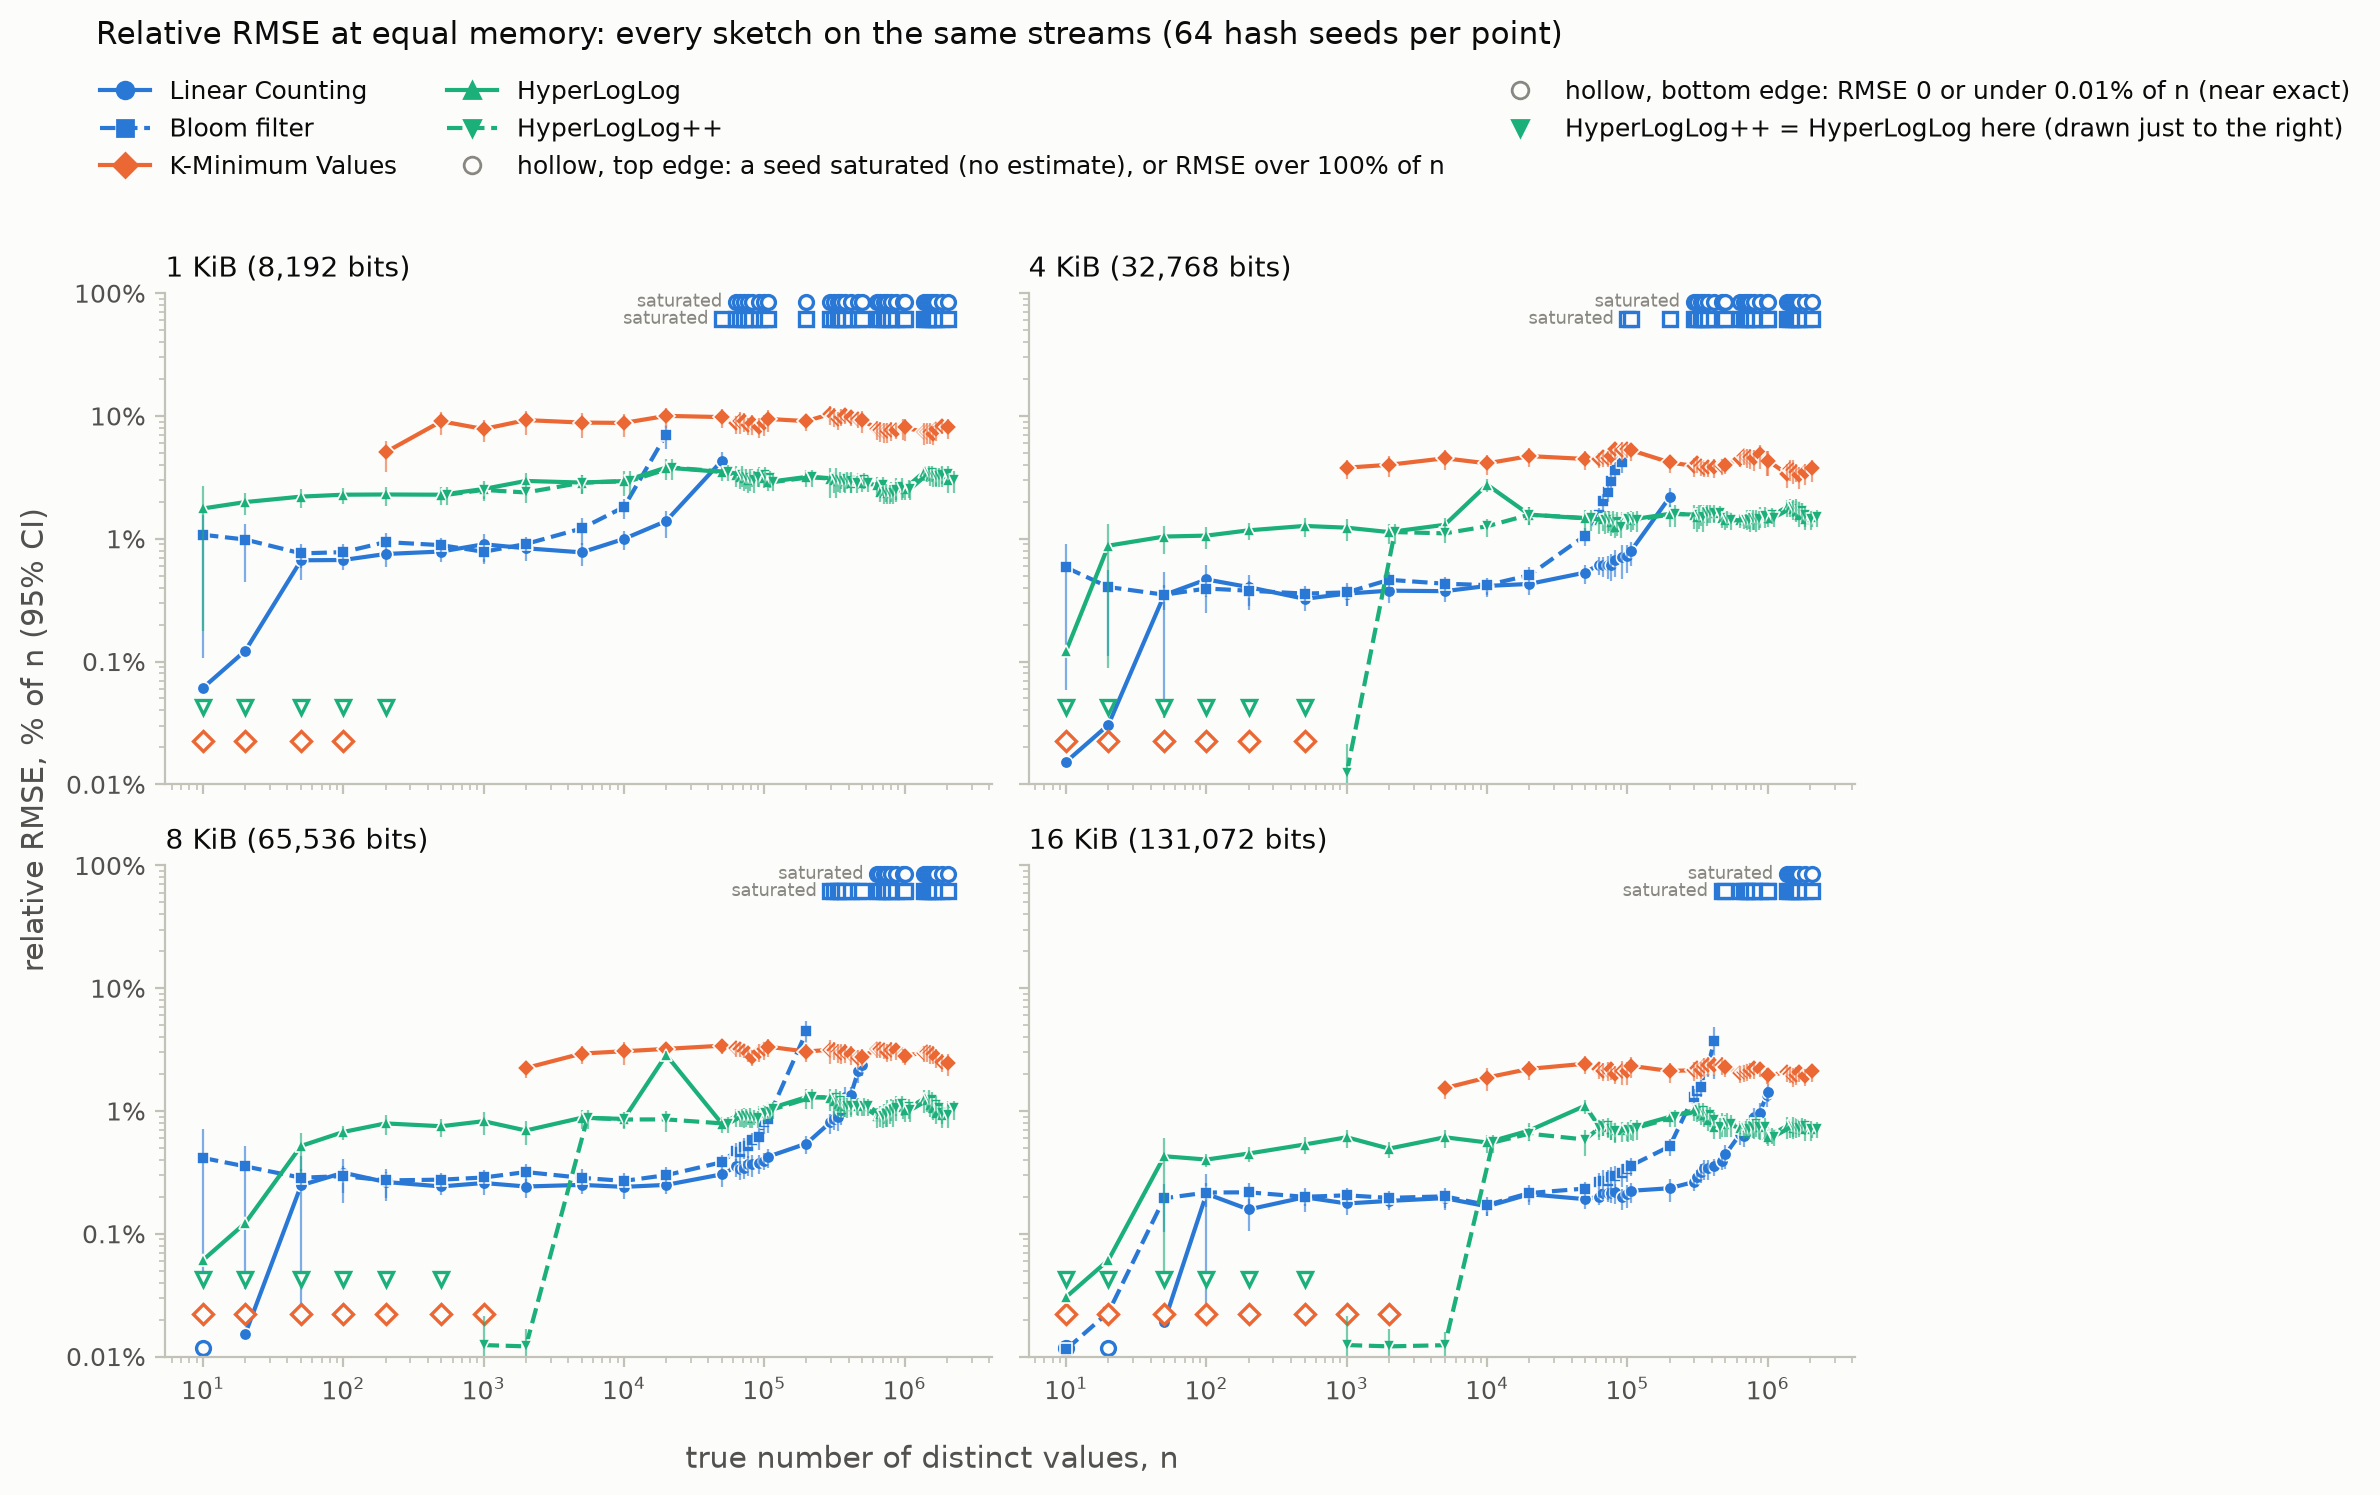 Relative RMSE at equal memory: every sketch on the same streams (64 hash seeds per point)
Linear Counting
Bloom filter
K-Minimum Values
HyperLogLog
HyperLogLog++
hollow, top edge: a seed saturated (no estimate), or RMSE over 100% of n
hollow, bottom edge: RMSE 0 or under 0.01% of n (near exact)
HyperLogLog++ = HyperLogLog here (drawn just to the right)
relative RMSE, % of n (95% CI)
1 KiB (8,192 bits)
100%
10%
1%
0.1%
0.01%
saturated
saturated
4 KiB (32,768 bits)
saturated
saturated
8 KiB (65,536 bits)
100%
10%
1%
0.1%
0.01%
saturated
saturated
10¹ 10² 10³ 10⁴ 10⁵ 10⁶
16 KiB (131,072 bits)
saturated
saturated
10¹ 10² 10³ 10⁴ 10⁵ 10⁶
true number of distinct values, n